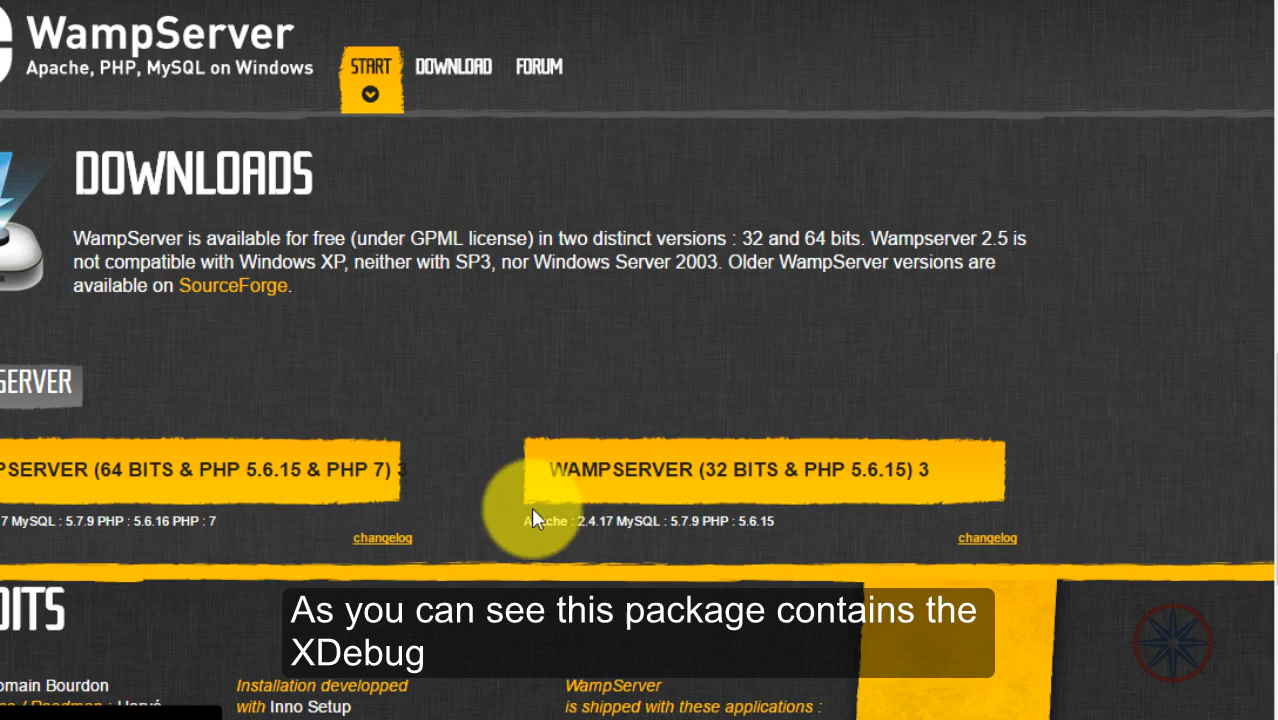 WampServer
Apache, PHP, MySQL on Windows
START
DOWNLOAD
FORUM
DOWNLOADS
WampServer is available for free (under GPML license) in two distinct versions : 32 and 64 bits. Wampserver 2.5 is
not compatible with Windows XP, neither with SP3, nor Windows Server 2003. Older WampServer versions are
available on SourceForge.
SERVER
PSERVER (64 BITS & PHP 5.6.15 & PHP 7) 3
WAMPSERVER (32 BITS & PHP 5.6.15) 3
7 MySQL : 5.7.9 PHP : 5.6.16 PHP : 7
Apache : 2.4.17 MySQL : 5.7.9 PHP : 5.6.15
changelog
changelog
DITS
As you can see this package contains the
XDebug
omain Bourdon
Installation developped
with Inno Setup
WampServer
is shipped with these applications :